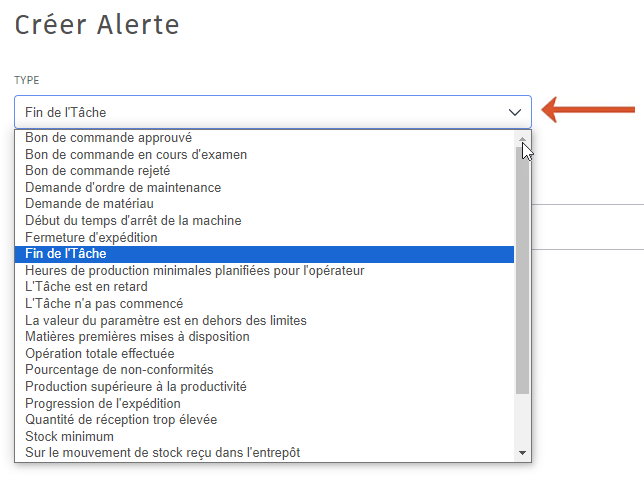 Créer Alerte
TYPE
Fin de l'Tâche
Bon de commande approuvé
Bon de commande en cours d'examen
Bon de commande rejeté
Demande d'ordre de maintenance
Demande de matériau
Début du temps d'arrêt de la machine
Fermeture d'expédition
Fin de l'Tâche
Heures de production minimales planifiées pour l'opérateur
L'Tâche est en retard
L'Tâche n'a pas commencé
La valeur du paramètre est en dehors des limites
Matières premières mises à disposition
Opération totale effectuée
Pourcentage de non-conformités
Production supérieure à la productivité
Progression de l'expédition
Quantité de réception trop élevée
Stock minimum
Sur le mouvement de stock reçu dans l'entrepôt